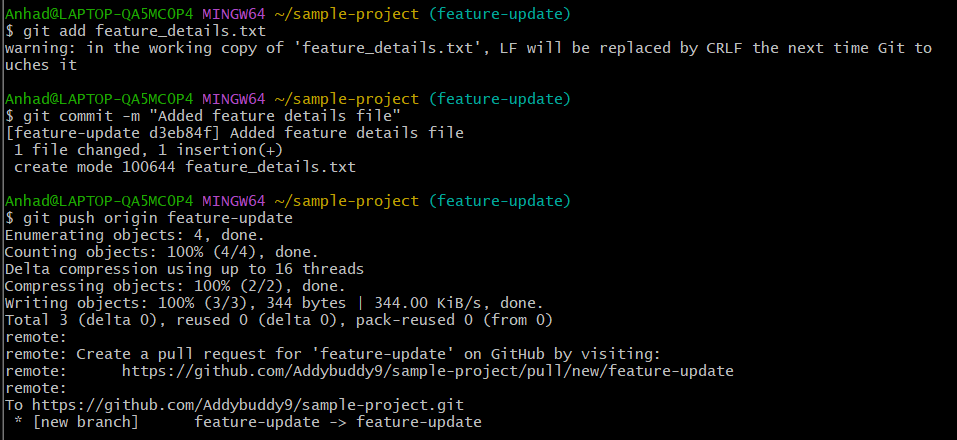 Anhad@LAPTOP-QA5MC0P4 MINGW64 ~/sample-project (feature-update)
$ git add feature_details.txt
warning: in the working copy of 'feature_details.txt', LF will be replaced by CRLF the next time Git to
uches it
Anhad@LAPTOP-QA5MC0P4 MINGW64 ~/sample-project (feature-update)
$ git commit -m "Added feature details file"
[feature-update d3eb84f] Added feature details file
 1 file changed, 1 insertion(+)
 create mode 100644 feature_details.txt
Anhad@LAPTOP-QA5MC0P4 MINGW64 ~/sample-project (feature-update)
$ git push origin feature-update
Enumerating objects: 4, done.
Counting objects: 100% (4/4), done.
Delta compression using up to 16 threads
Compressing objects: 100% (2/2), done.
Writing objects: 100% (3/3), 344 bytes | 344.00 KiB/s, done.
Total 3 (delta 0), reused 0 (delta 0), pack-reused 0 (from 0)
remote:
remote: Create a pull request for 'feature-update' on GitHub by visiting:
remote:      https://github.com/Addybuddy9/sample-project/pull/new/feature-update
remote:
To https://github.com/Addybuddy9/sample-project.git
 * [new branch]      feature-update -> feature-update